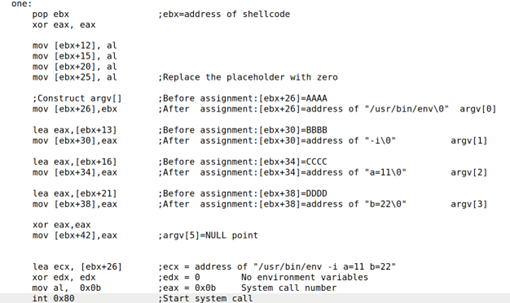 one:
pop ebx ;ebx=address of shellcode
xor eax, eax
mov [ebx+12], al
mov [ebx+15], al
mov [ebx+20], al
mov [ebx+25], al ;Replace the placeholder with zero
;Construct argv[] ;Before assignment:[ebx+26]=AAAA
mov [ebx+26],ebx ;After assignment:[ebx+26]=address of "/usr/bin/env\0" argv[0]
lea eax,[ebx+13] ;Before assignment:[ebx+30]=BBBB
mov [ebx+30],eax ;After assignment:[ebx+30]=address of "-i\0" argv[1]
lea eax,[ebx+16] ;Before assignment:[ebx+34]=CCCC
mov [ebx+34],eax ;After assignment:[ebx+34]=address of "a=11\0" argv[2]
lea eax,[ebx+21] ;Before assignment:[ebx+38]=DDDD
mov [ebx+38],eax ;After assignment:[ebx+38]=address of "b=22\0" argv[3]
xor eax,eax
mov [ebx+42],eax ;argv[5]=NULL point
lea ecx, [ebx+26] ;ecx = address of "/usr/bin/env -i a=11 b=22"
xor edx, edx ;edx = 0 No environment variables
mov al, 0x0b ;eax = 0x0b System call number
int 0x80 ;Start system call